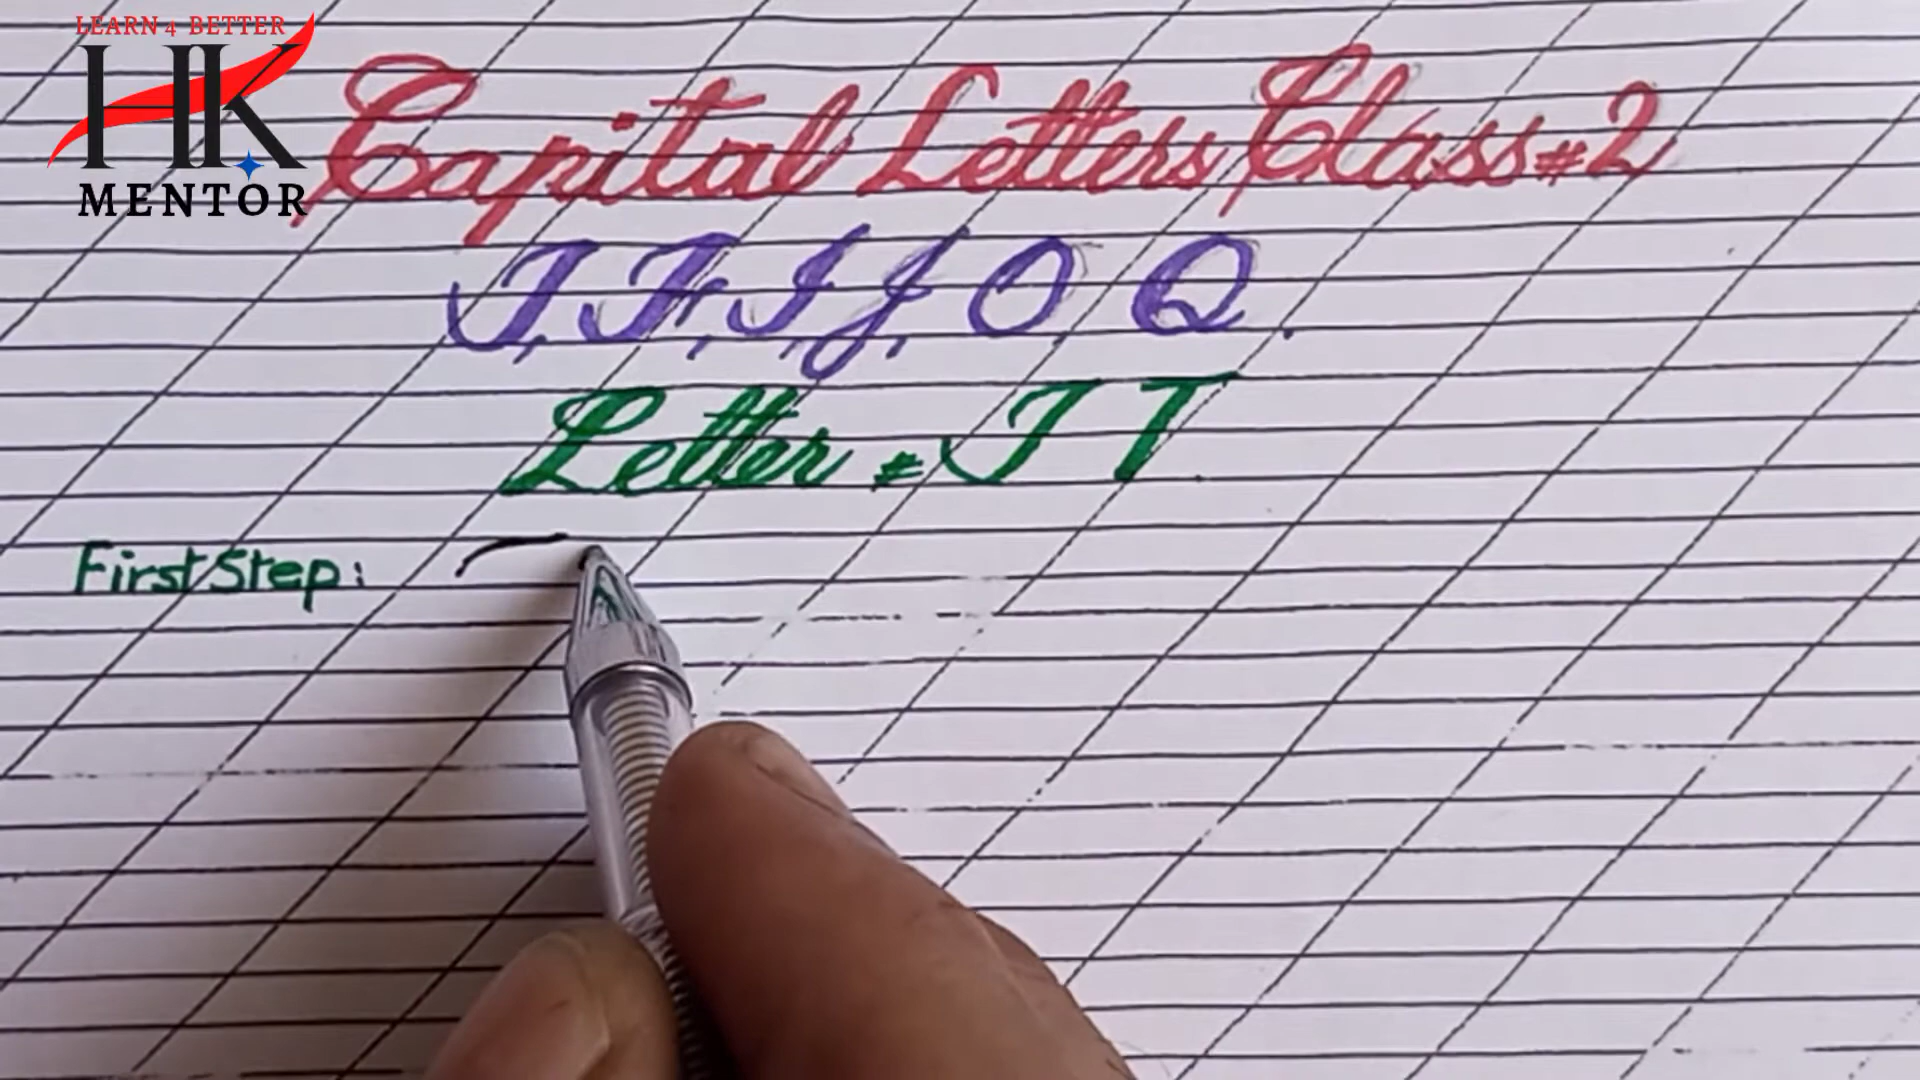 LEARN 4 BETTER
HK
MENTOR
Capital Letters Class #2
T, F, I, J, O, Q.
Letter # T T.
First Step: